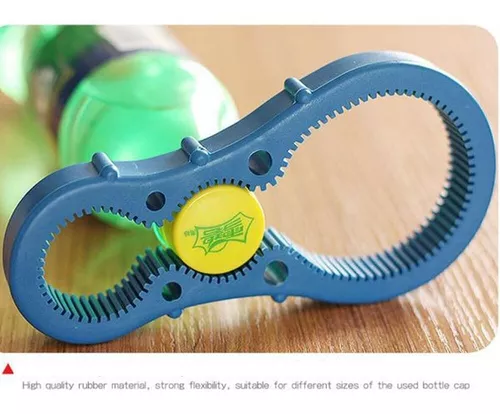 High quality rubber material, strong flexibility, suitable for different sizes of the used bottle cap